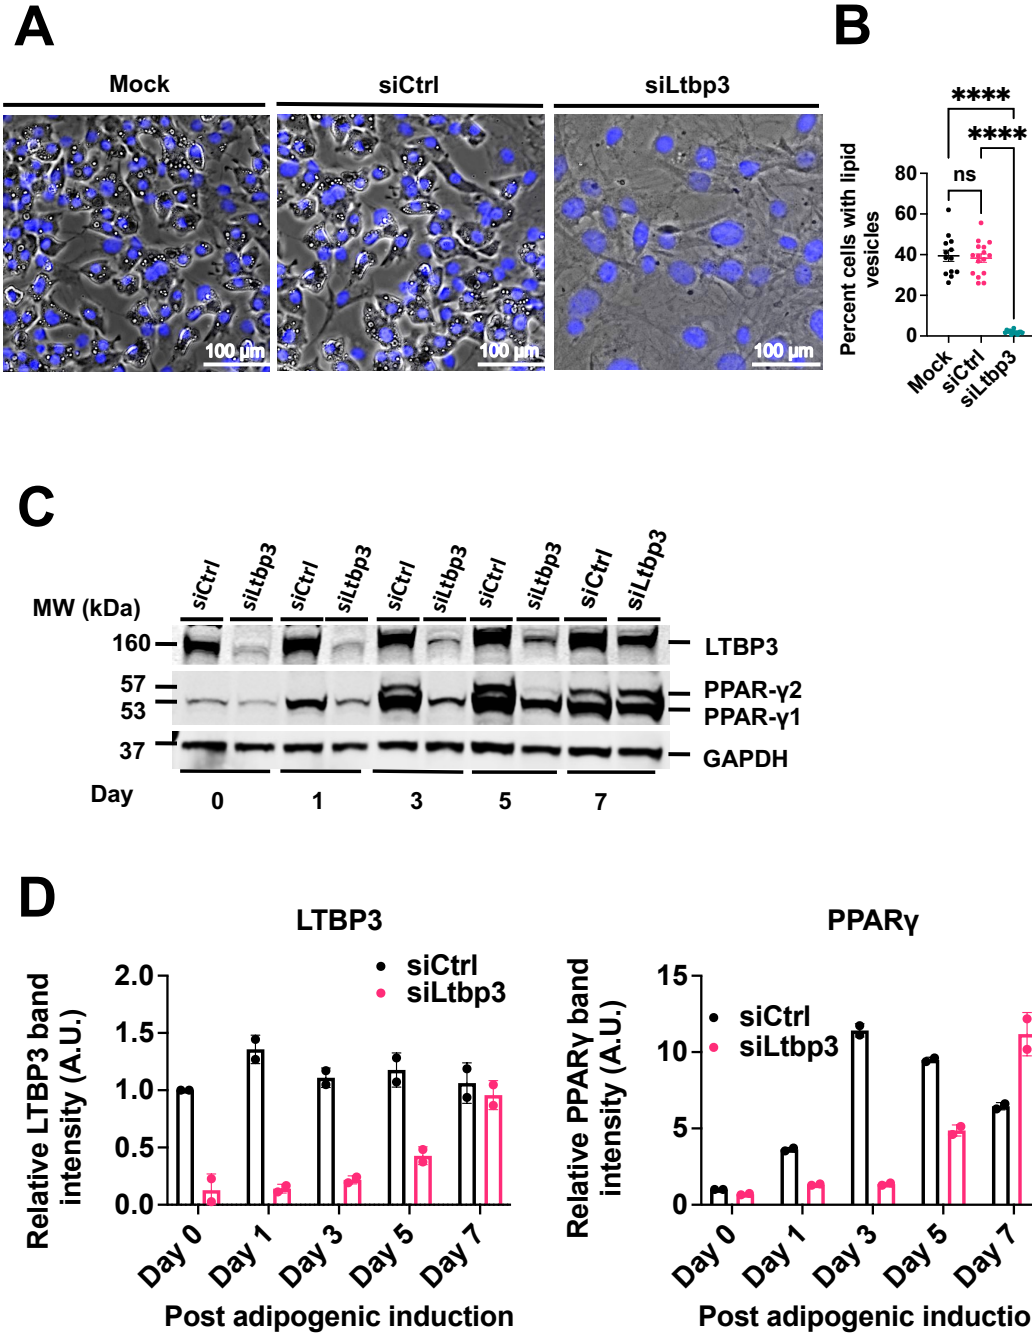 A
B
Mock
siCtrl
siLtbp3
100 µm
100 µm
100 µm
****
****
ns
80
60
40
20
0
Percent cells with lipid
vesicles
Mock
siCtrl
siLtbp3
C
siCtrl
siLtbp3
siCtrl
siLtbp3
siCtrl
siLtbp3
siCtrl
siLtbp3
siCtrl
siLtbp3
MW (kDa)
160
LTBP3
57
53
PPAR-γ2
PPAR-γ1
37
GAPDH
Day
0
1
3
5
7
D
LTBP3
siCtrl
siLtbp3
2.0
1.5
1.0
0.5
0.0
Relative LTBP3 band
intensity (A.U.)
Day 0
Day 1
Day 3
Day 5
Day 7
Post adipogenic induction
PPARγ
siCtrl
siLtbp3
15
10
5
0
Relative PPARγ band
intensity (A.U.)
Day 0
Day 1
Day 3
Day 5
Day 7
Post adipogenic inductio